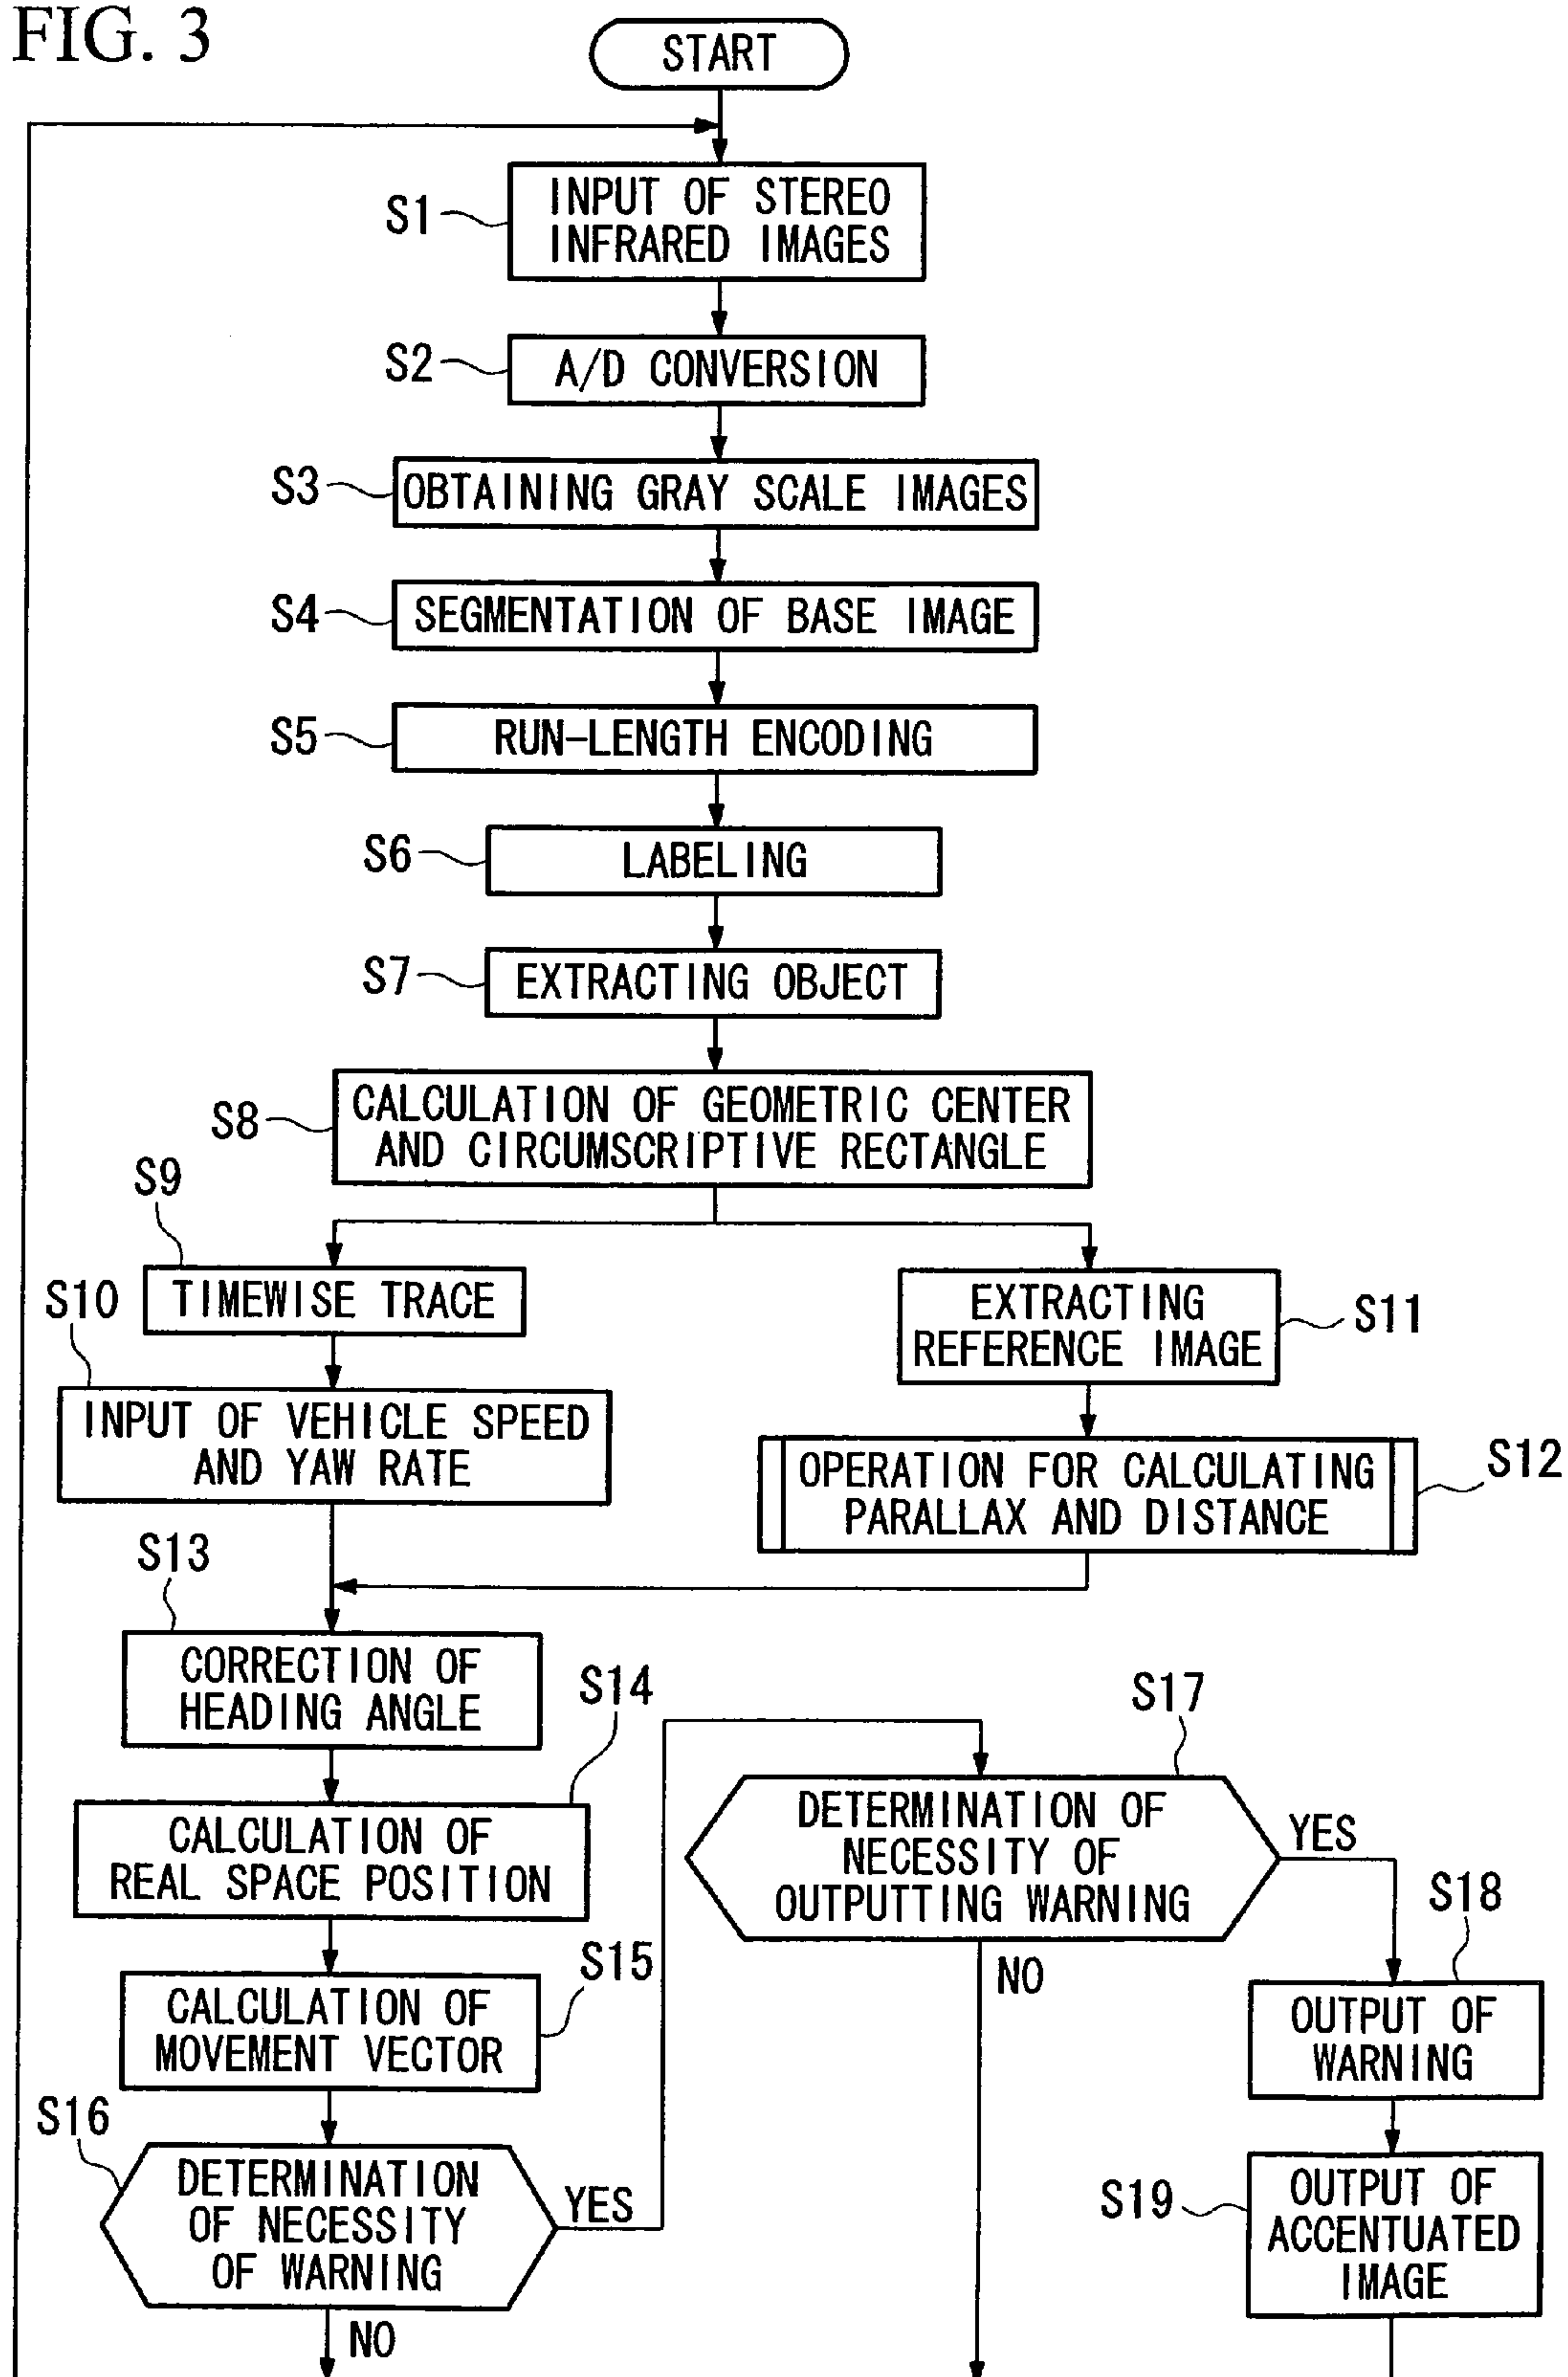 FIG. 3
START
S1
INPUT OF STEREO
INFRARED IMAGES
S2
A/D CONVERSION
S3
OBTAINING GRAY SCALE IMAGES
S4
SEGMENTATION OF BASE IMAGE
S5
RUN-LENGTH ENCODING
S6
LABELING
S7
EXTRACTING OBJECT
S8
CALCULATION OF GEOMETRIC CENTER
AND CIRCUMSCRIPTIVE RECTANGLE
S9
TIMEWISE TRACE
S10
INPUT OF VEHICLE SPEED
AND YAW RATE
EXTRACTING
REFERENCE IMAGE
S11
OPERATION FOR CALCULATING
PARALLAX AND DISTANCE
S12
S13
CORRECTION OF
HEADING ANGLE
S14
CALCULATION OF
REAL SPACE POSITION
S15
CALCULATION OF
MOVEMENT VECTOR
S16
DETERMINATION
OF NECESSITY
OF WARNING
YES
NO
S17
DETERMINATION OF
NECESSITY OF
OUTPUTTING WARNING
YES
NO
S18
OUTPUT OF
WARNING
S19
OUTPUT OF
ACCENTUATED
IMAGE